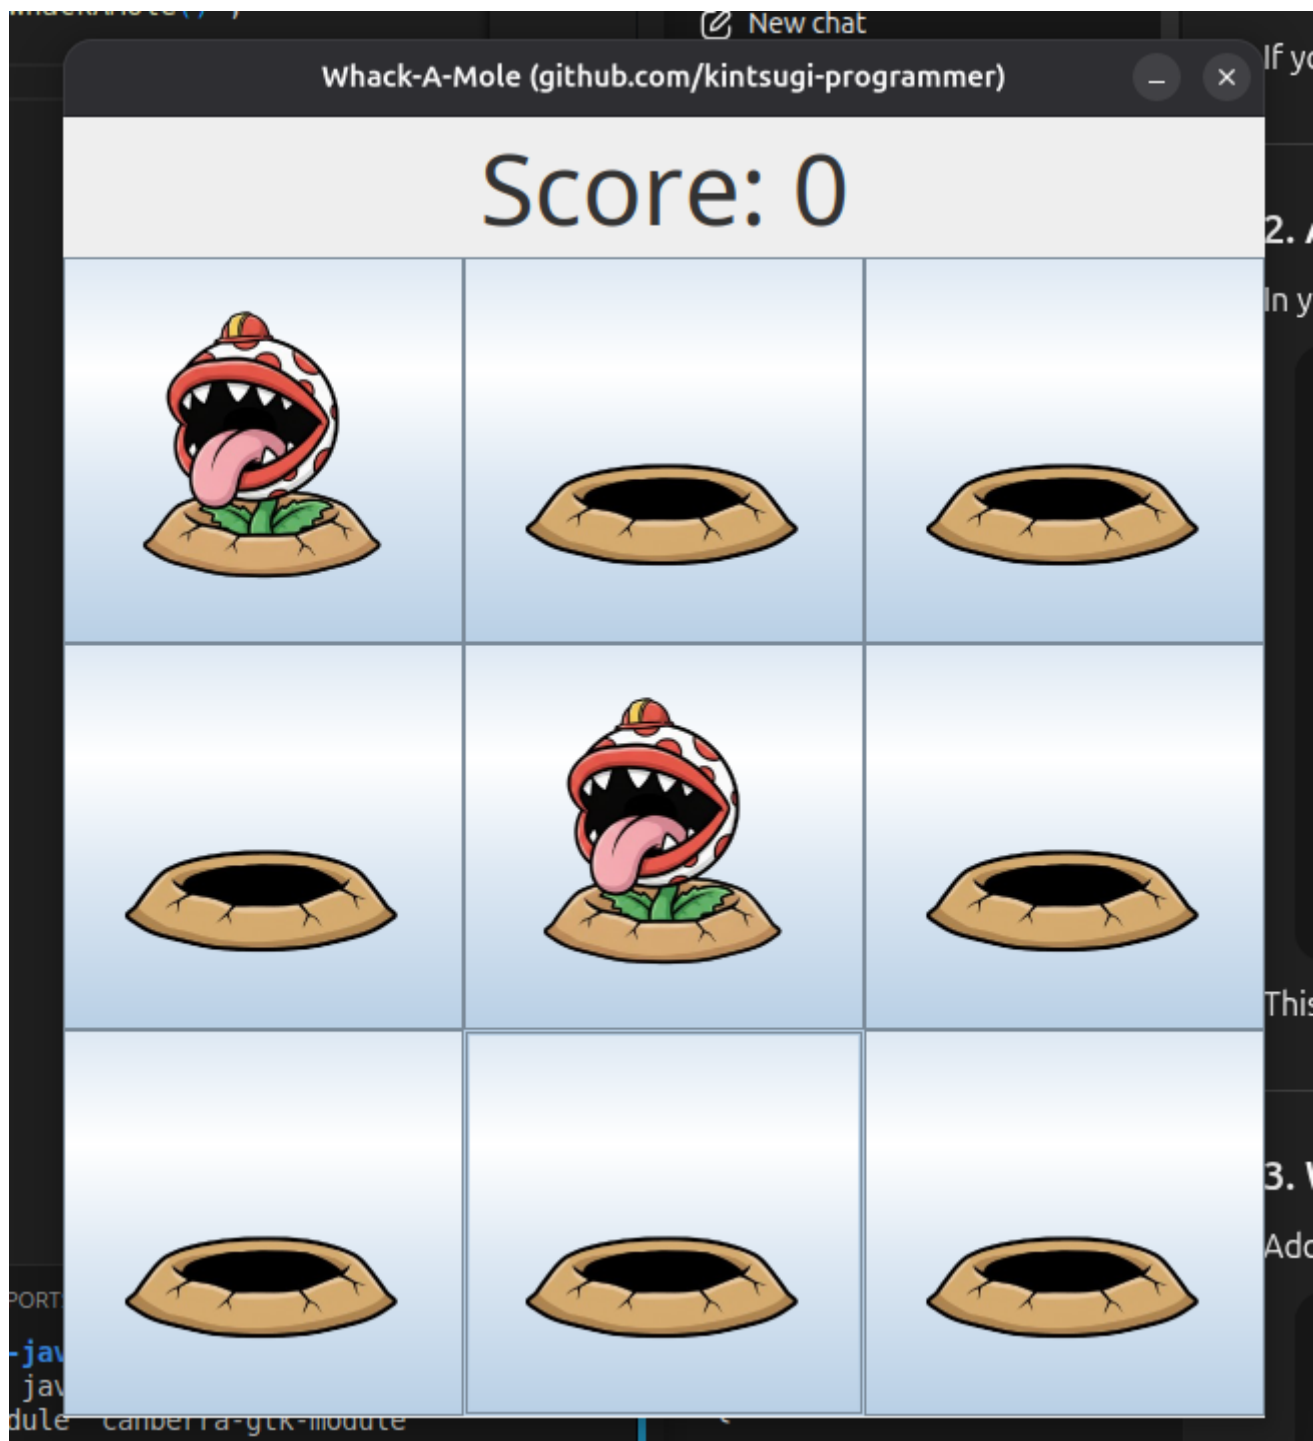 New chat
If yo
Whack-A-Mole (github.com/kintsugi-programmer)
Score: 0
2. A
In y
This
3. W
Add
PORT
-jav
jav
dule "canberra-gtk-module"